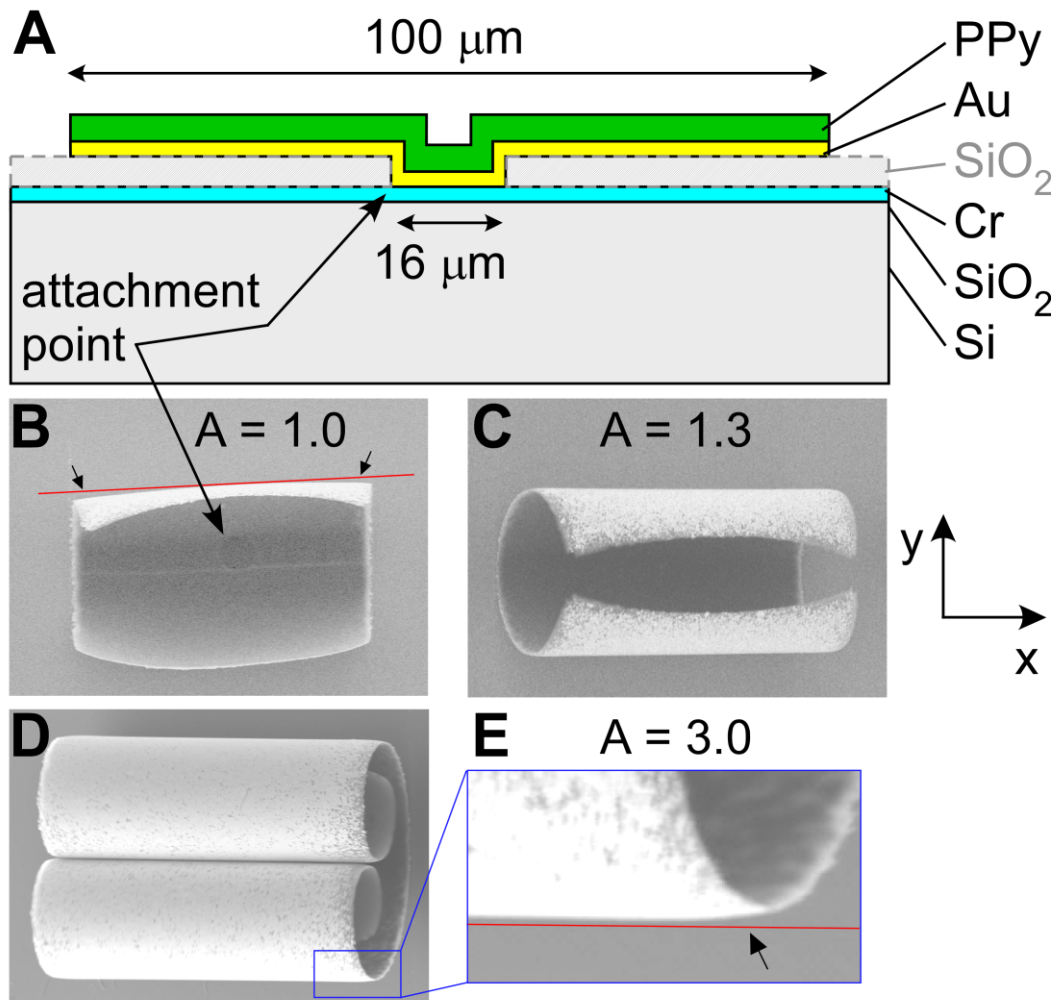 A
100 μm
PPy
Au
SiO2
Cr
SiO2
Si
16 μm
attachment
point
B
A = 1.0
C
A = 1.3
y
x
D
E
A = 3.0